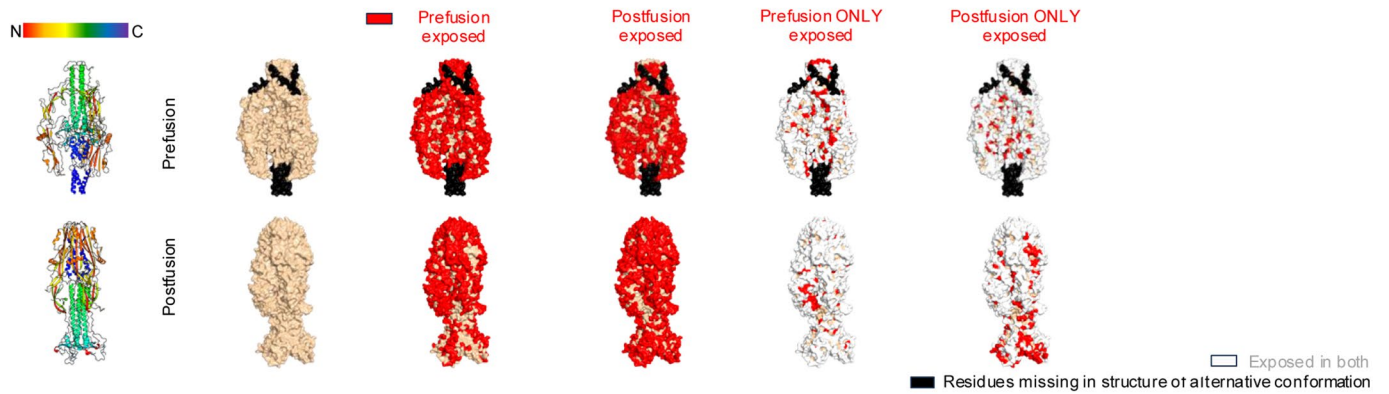 N C
Prefusion
exposed
Postfusion
exposed
Prefusion ONLY
exposed
Postfusion ONLY
exposed
Prefusion
Postfusion
Exposed in both
Residues missing in structure of alternative conformation